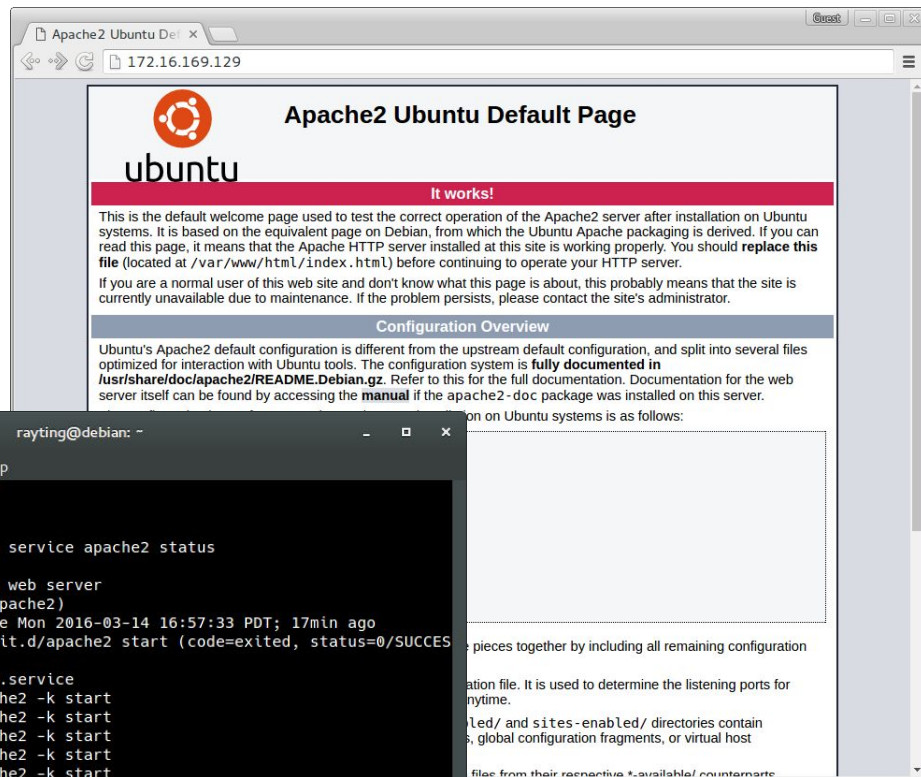 Guest
Apache2 Ubuntu De
172.16.169.129
Apache2 Ubuntu Default Page
ubuntu
It works!
This is the default welcome page used to test the correct operation of the Apache2 server after installation on Ubuntu
systems. It is based on the equivalent page on Debian, from which the Ubuntu Apache packaging is derived. If you can
read this page, it means that the Apache HTTP server installed at this site is working properly. You should replace this
file (located at /var/www/html/index.html) before continuing to operate your HTTP server.
If you are a normal user of this web site and don't know what this page is about, this probably means that the site is
currently unavailable due to maintenance. If the problem persists, please contact the site's administrator.
Configuration Overview
Ubuntu's Apache2 default configuration is different from the upstream default configuration, and split into several files
optimized for interaction with Ubuntu tools. The configuration system is fully documented in
/usr/share/doc/apache2/README.Debian.gz. Refer to this for the full documentation. Documentation for the web
server itself can be found by accessing the manual if the apache2-doc package was installed on this server.
on Ubuntu systems is as follows:
pieces together by including all remaining configuration
ation file. It is used to determine the listening ports for
nytime.
led/ and sites-enabled/ directories contain
s, global configuration fragments, or virtual host
files from their respective *-available/ counterparts
rayting@debian: ~
p
service apache2 status
web server
pache2)
e Mon 2016-03-14 16:57:33 PDT; 17min ago
it.d/apache2 start (code=exited, status=0/SUCCES
.service
he2 -k start
he2 -k start
he2 -k start
he2 -k start
he2 -k start